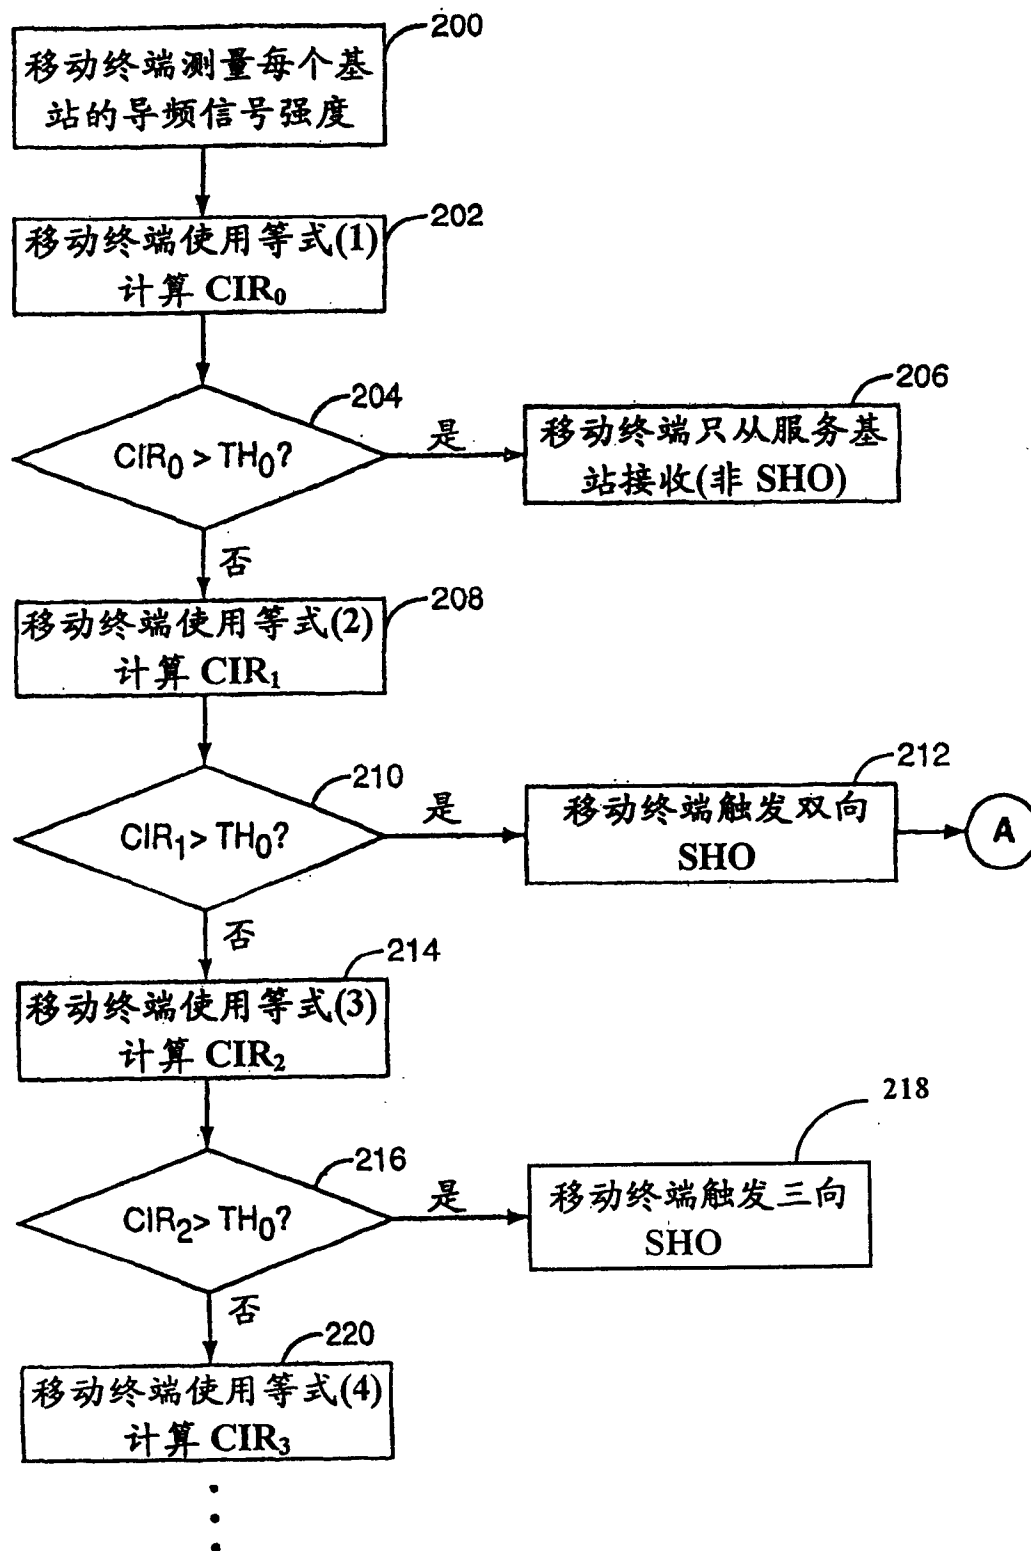 200
移动终端测量每个基
站的导频信号强度
202
移动终端使用等式(1)
计算 CIR₀
204
CIR₀ > TH₀?
是
206
移动终端只从服务基
站接收(非 SHO)
否
208
移动终端使用等式(2)
计算 CIR₁
210
CIR₁> TH₀?
是
212
移动终端触发双向
SHO
A
否
214
移动终端使用等式(3)
计算 CIR₂
216
CIR₂> TH₀?
是
218
移动终端触发三向
SHO
否
220
移动终端使用等式(4)
计算 CIR₃